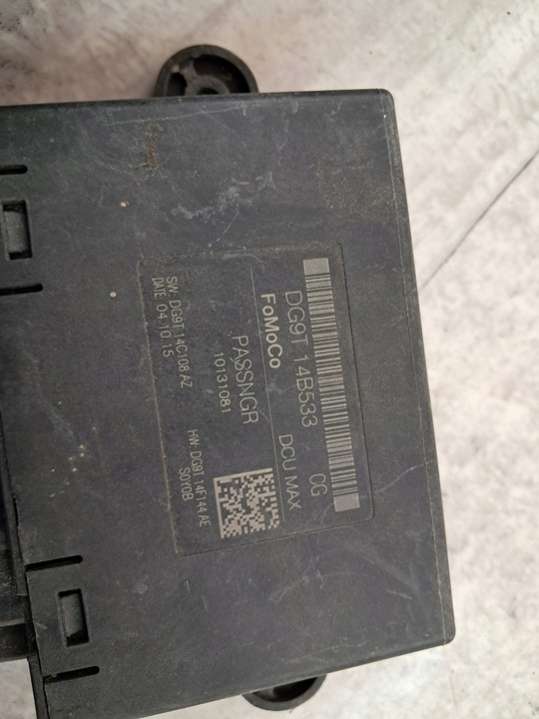 DG9T 14B533 CG
FoMoCo DCU MAX
PASSNGR
10131081
SW: DG9T 14C108 AZ HW: DG9T 14F144 AE
DATE: 04.10.15 S0Y0B